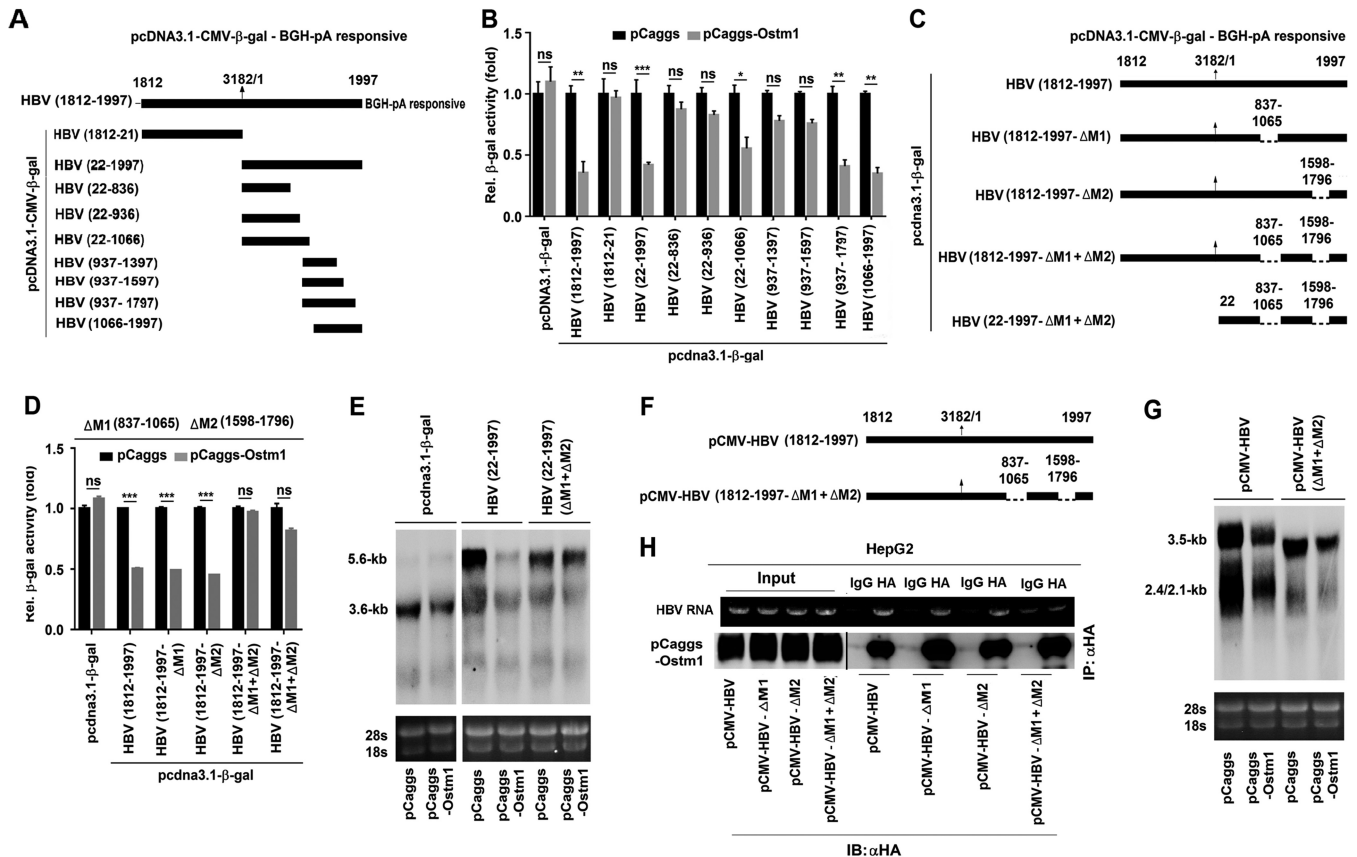 A
pcDNA3.1-CMV-β-gal - BGH-pA responsive
1812
3182/1
1997
HBV (1812-1997)
BGH-pA responsive
pcDNA3.1-CMV-β-gal
HBV (1812-21)
HBV (22-1997)
HBV (22-836)
HBV (22-936)
HBV (22-1066)
HBV (937-1397)
HBV (937-1597)
HBV (937- 1797)
HBV (1066-1997)
B
pCaggs
pCaggs-Ostm1
Rel. β-gal activity (fold)
1.5
1.0
0.5
0.0
ns
**
ns
***
ns
ns
*
ns
ns
**
**
pcDNA3.1-β-gal
HBV (1812-1997)
HBV (1812-21)
HBV (22-1997)
HBV (22-836)
HBV (22-936)
HBV (22-1066)
HBV (937-1397)
HBV (937-1597)
HBV (937- 1797)
HBV (1066-1997)
pcdna3.1-β-gal
C
pcDNA3.1-CMV-β-gal - BGH-pA responsive
1812
3182/1
1997
pcdna3.1-β-gal
HBV (1812-1997)
837-
1065
HBV (1812-1997-ΔM1)
1598-
1796
HBV (1812-1997-ΔM2)
837-
1065
1598-
1796
HBV (1812-1997-ΔM1+ΔM2)
22
837-
1065
1598-
1796
HBV (22-1997-ΔM1+ΔM2)
D
ΔM1 (837-1065)
ΔM2 (1598-1796)
pCaggs
pCaggs-Ostm1
Rel. β-gal activity (fold)
1.5
1.0
0.5
0.0
ns
***
***
***
ns
ns
pcdna3.1-β-gal
HBV (1812-1997)
HBV (1812-1997-
ΔM1)
HBV (1812-1997-
ΔM2)
HBV (1812-1997-
ΔM1+ΔM2)
HBV (1812-1997-
ΔM1+ΔM2)
pcdna3.1-β-gal
E
pcdna3.1-β-gal
HBV (22-1997)
HBV (22-1997)
(ΔM1+ΔM2)
5.6-kb
3.6-kb
28s
18s
pCaggs
pCaggs
-Ostm1
pCaggs
pCaggs
-Ostm1
pCaggs
pCaggs
-Ostm1
F
1812
3182/1
1997
pCMV-HBV (1812-1997)
837-
1065
1598-
1796
pCMV-HBV (1812-1997-ΔM1+ΔM2)
G
pCMV-HBV
pCMV-HBV
(ΔM1+ΔM2)
3.5-kb
2.4/2.1-kb
28s
18s
pCaggs
pCaggs
-Ostm1
pCaggs
pCaggs
-Ostm1
H
HepG2
Input
IgG HA
IgG HA
IgG HA
IgG HA
HBV RNA
pCaggs
-Ostm1
IP: αHA
pCMV-HBV
pCMV-HBV - ΔM1
pCMV-HBV - ΔM2
pCMV-HBV - ΔM1+ΔM2
pCMV-HBV
pCMV-HBV - ΔM1
pCMV-HBV - ΔM2
pCMV-HBV - ΔM1+ΔM2
IB: αHA